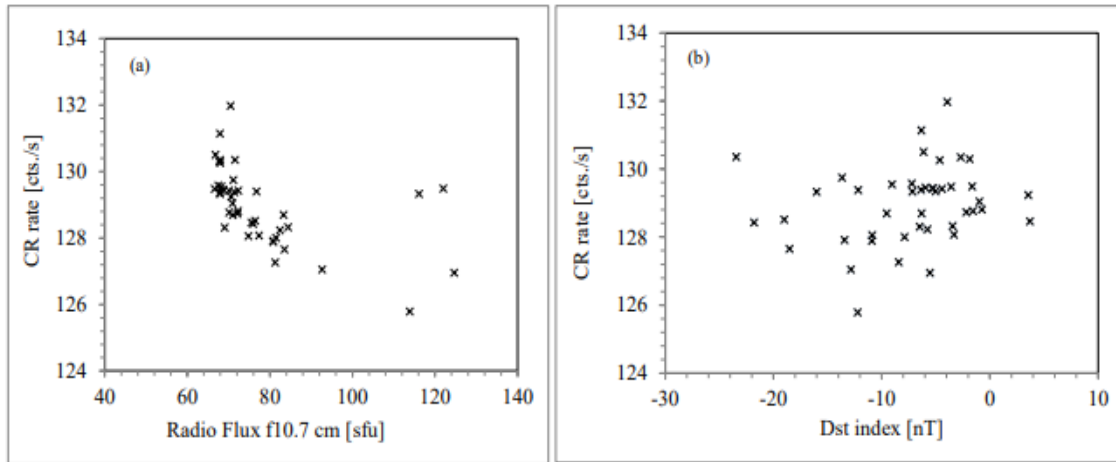 (a)
134
132
130
128
126
124
CR rate [cts./s]
40 60 80 100 120 140
Radio Flux f10.7 cm [sfu]
(b)
134
132
130
128
126
124
CR rate [cts./s]
-30 -20 -10 0 10
Dst index [nT]